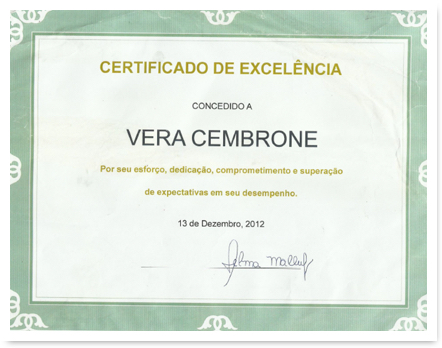 CERTIFICADO DE EXCELÊNCIA
CONCEDIDO A
VERA CEMBRONE
Por seu esforço, dedicação, comprometimento e superação
de expectativas em seu desempenho.
13 de Dezembro, 2012
Selma Malluf